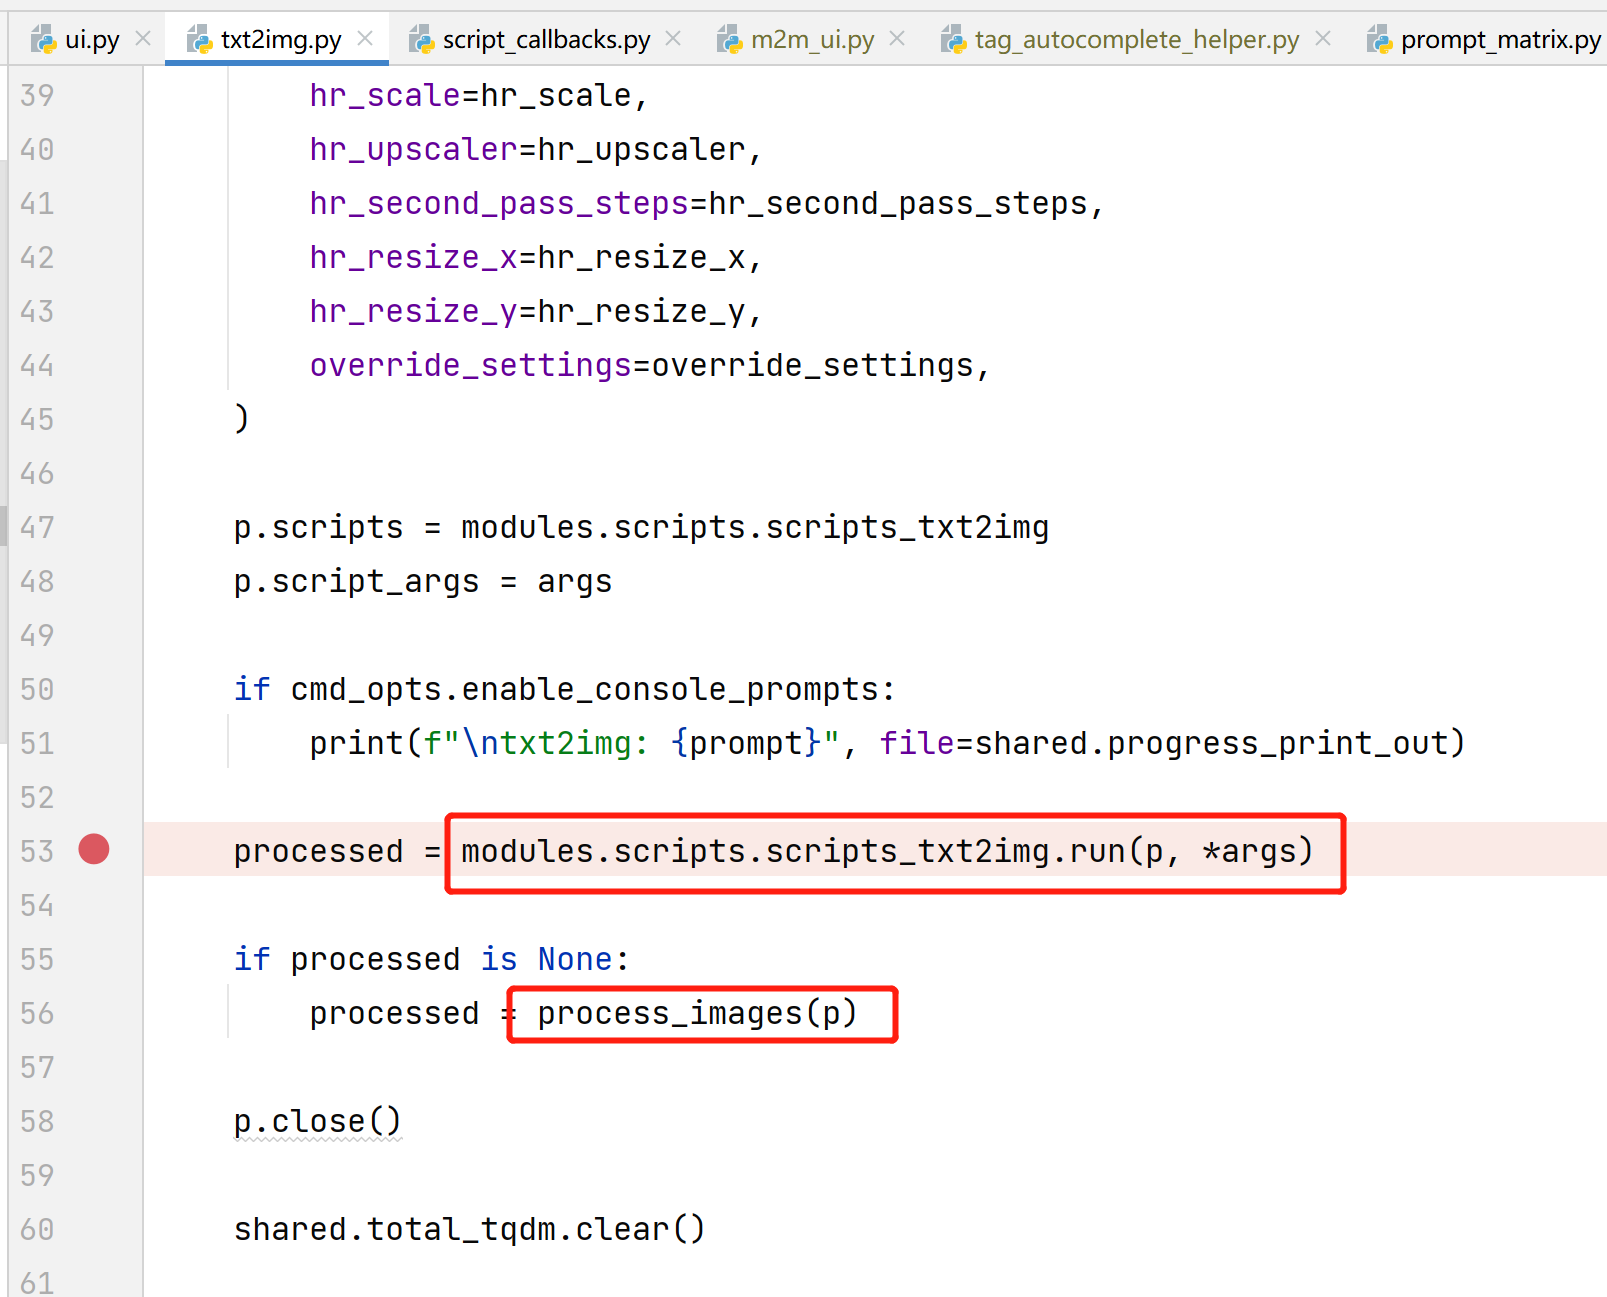 ui.py txt2img.py script_callbacks.py m2m_ui.py tag_autocomplete_helper.py prompt_matrix.py
39 hr_scale=hr_scale,
40 hr_upscaler=hr_upscaler,
41 hr_second_pass_steps=hr_second_pass_steps,
42 hr_resize_x=hr_resize_x,
43 hr_resize_y=hr_resize_y,
44 override_settings=override_settings,
45 )
46
47 p.scripts = modules.scripts.scripts_txt2img
48 p.script_args = args
49
50 if cmd_opts.enable_console_prompts:
51 print(f"\ntxt2img: {prompt}", file=shared.progress_print_out)
52
53 processed = modules.scripts.scripts_txt2img.run(p, *args)
54
55 if processed is None:
56 processed = process_images(p)
57
58 p.close()
59
60 shared.total_tqdm.clear()
61